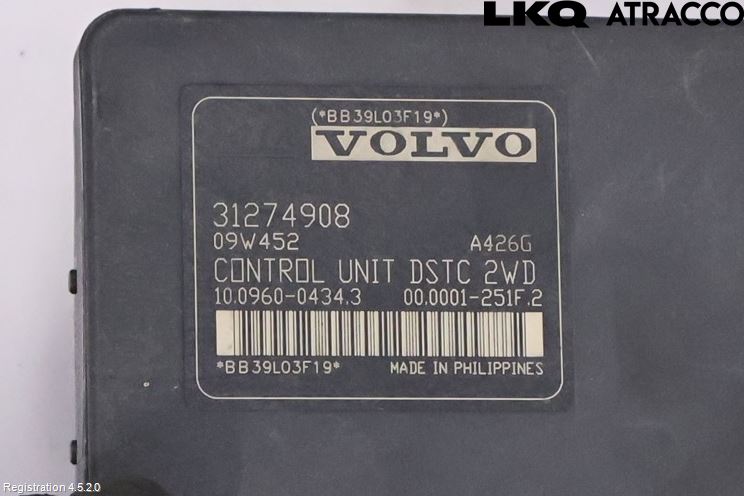 LKQ ATRACCO
(*BB39L03F19*)
VOLVO
31274908
09W452 A426G
CONTROL UNIT DSTC 2WD
10.0960-0434.3 00.0001-251F.2
*BB39L03F19* MADE IN PHILIPPINES
Registration 4.5.2.0